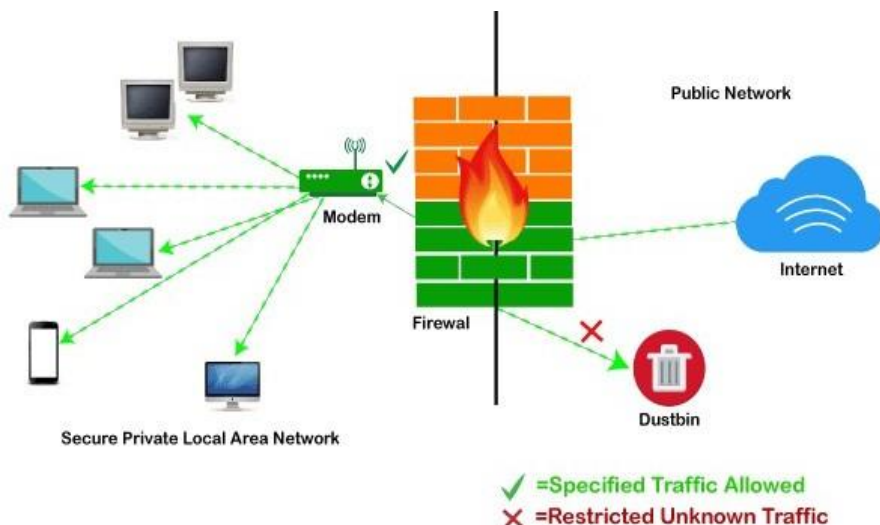 Public Network
Modem
Internet
Firewal
Dustbin
Secure Private Local Area Network
=Specified Traffic Allowed
=Restricted Unknown Traffic